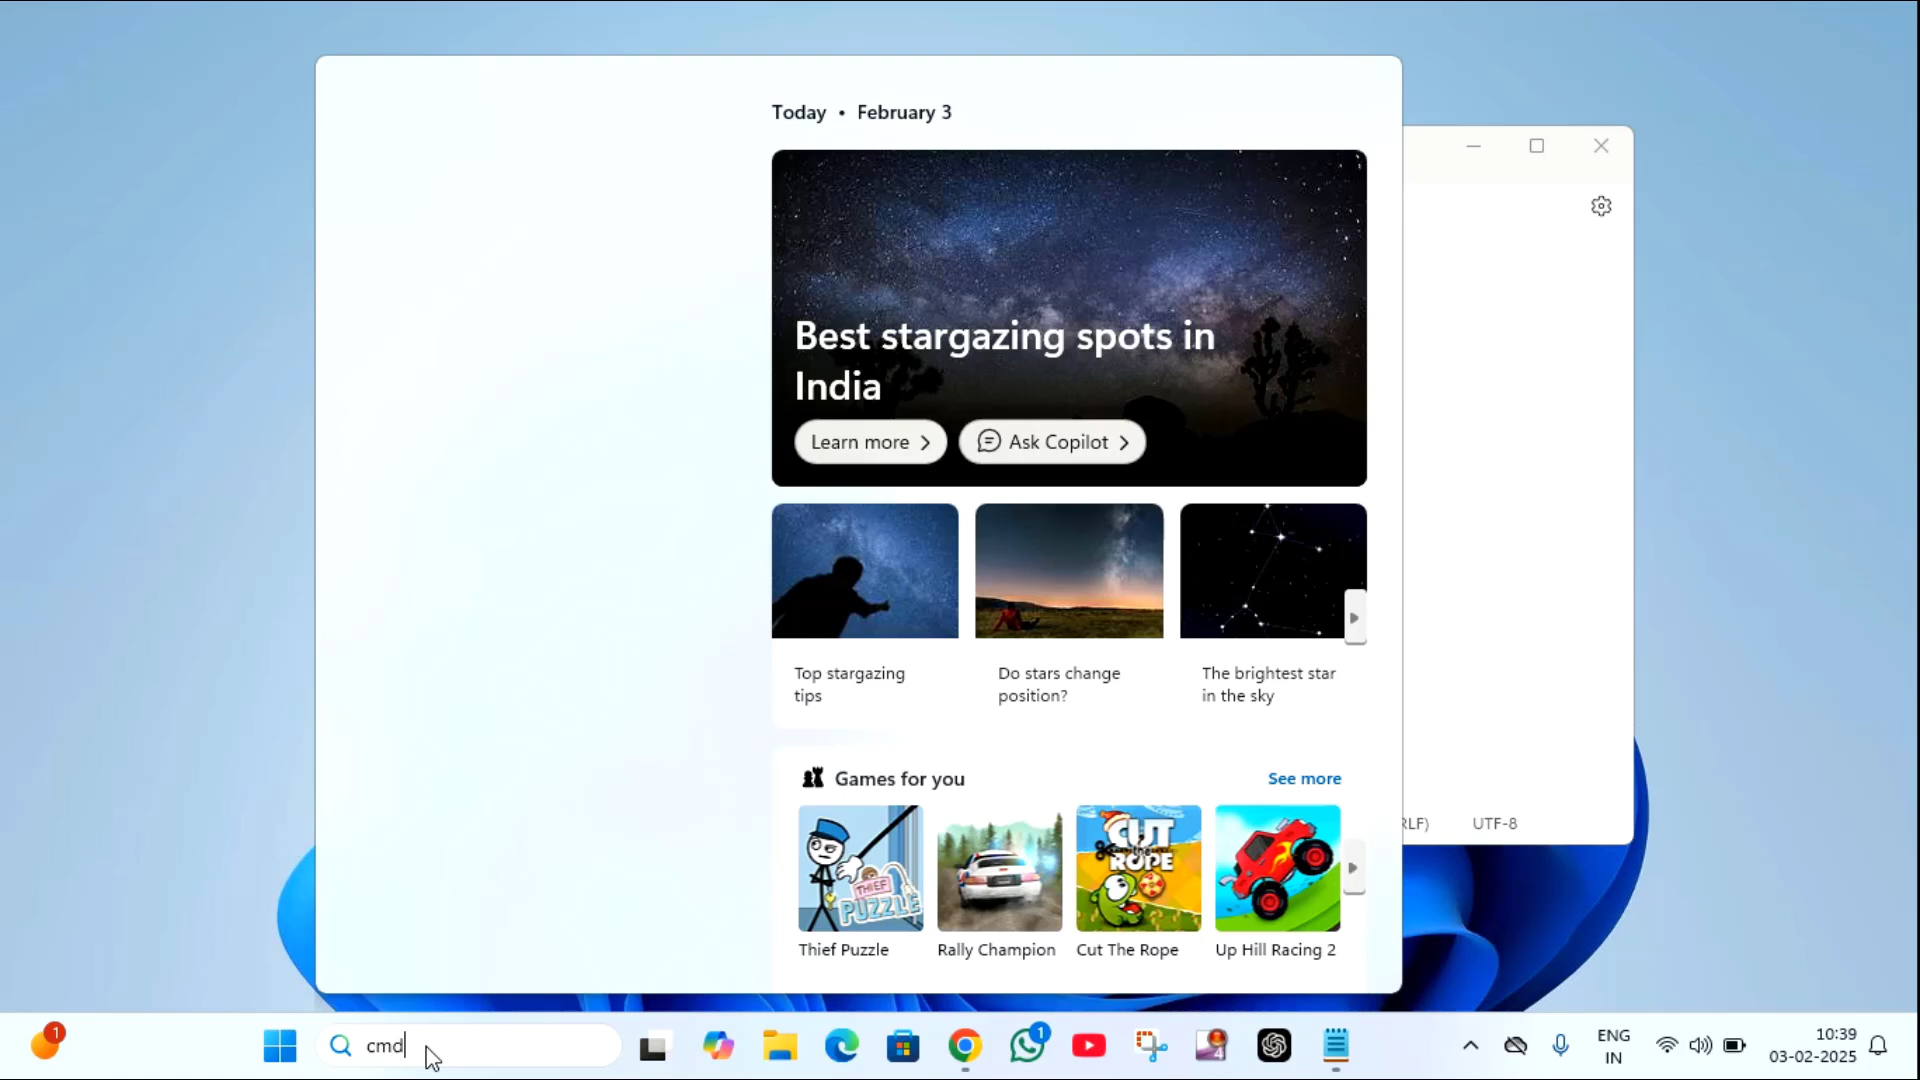 Today • February 3
Best stargazing spots in
India
Learn more
Ask Copilot
Top stargazing
tips
Do stars change
position?
The brightest star
in the sky
Games for you
See more
THIEF
PUZZLE
CUT
the
ROPE
Thief Puzzle
Rally Champion
Cut The Rope
Up Hill Racing 2
RLF)
UTF-8
1
cmd
1
4
ENG
IN
10:39
03-02-2025